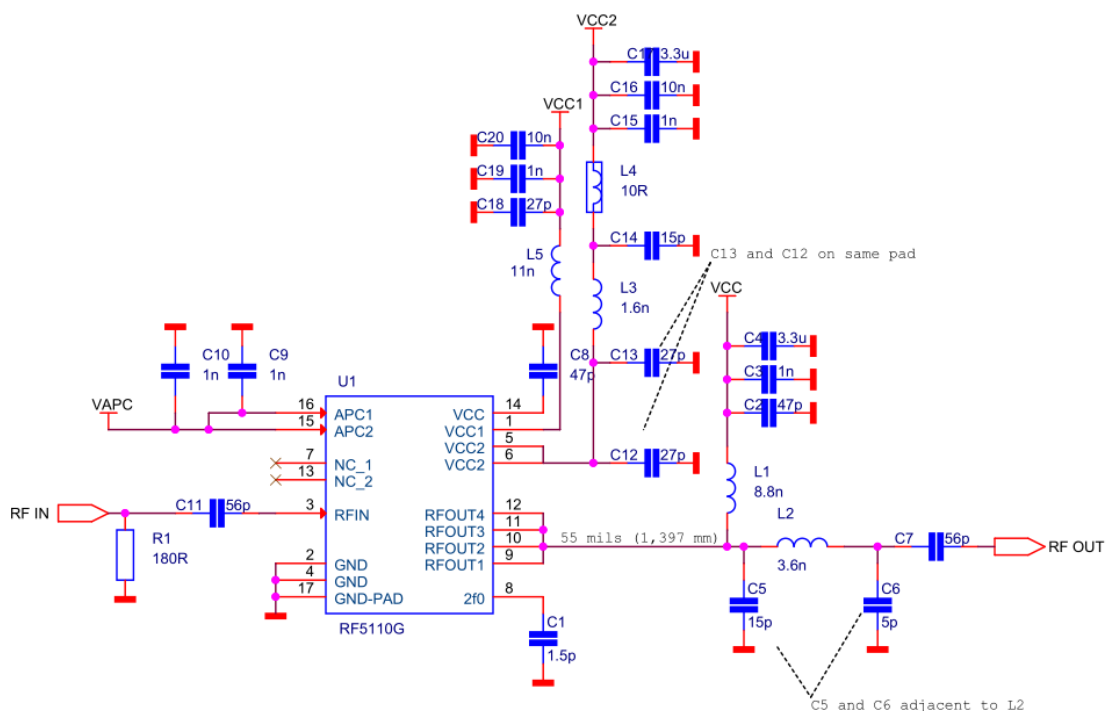 VCC2
C17 3.3u
C16 10n
C15 1n
VCC1
C20 10n
C19 1n
C18 27p
L4
10R
C14 15p
L5
11n
C13 and C12 on same pad
L3
1.6n
VCC
C4 3.3u
C3 1n
C2 47p
C13 27p
C8
47p
C10
1n
C9
1n
U1
VAPC
16 APC1
15 APC2
7 NC_1
13 NC_2
3 RFIN
2 GND
4 GND
17 GND-PAD
VCC 14
VCC1 1
VCC2 5
VCC2 6
RFOUT4 12
RFOUT3 11
RFOUT2 10
RFOUT1 9
2f0 8
RF5110G
C12 27p
L1
8.8n
RF IN
C11 56p
R1
180R
55 mils (1,397 mm)
L2
3.6n
C7 56p
RF OUT
C5
15p
C6
5p
C1
1.5p
C5 and C6 adjacent to L2